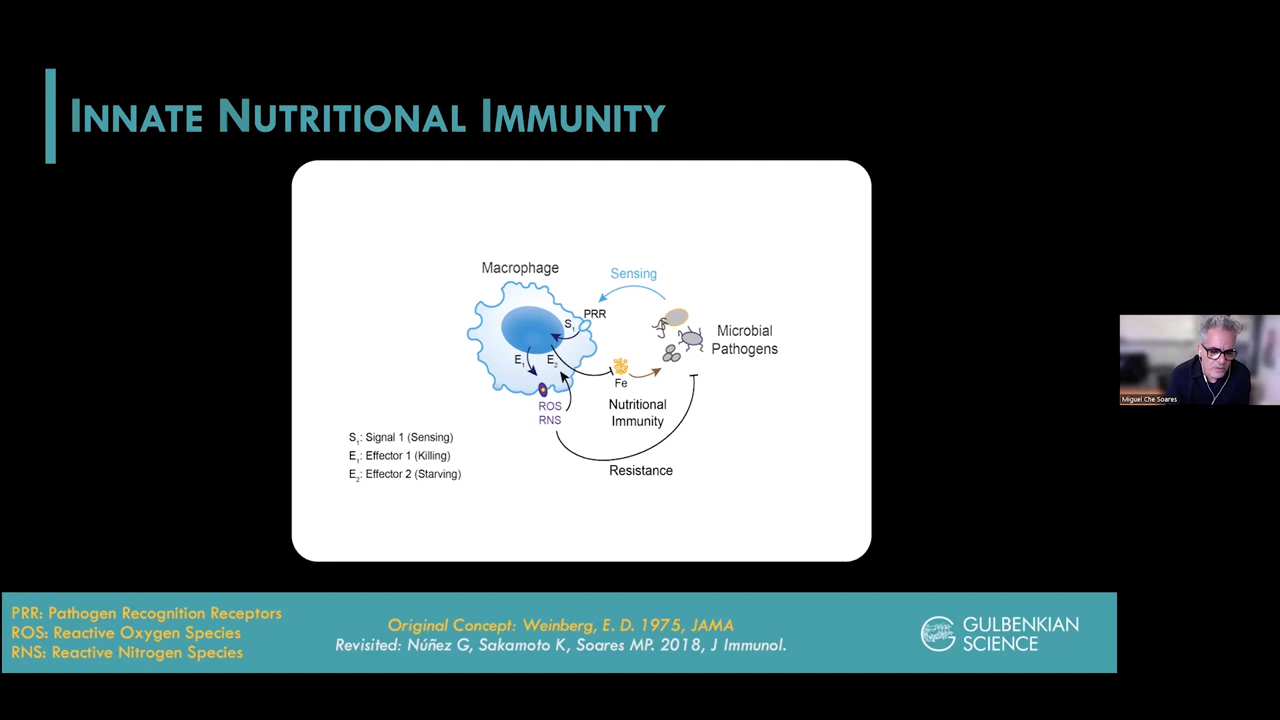 INNATE NUTRITIONAL IMMUNITY
Macrophage
Sensing
PRR
S1
E1
E2
Microbial
Pathogens
Fe
ROS
RNS
Nutritional
Immunity
Resistance
S1: Signal 1 (Sensing)
E1: Effector 1 (Killing)
E2: Effector 2 (Starving)
Miguel Che Soares
PRR: Pathogen Recognition Receptors
ROS: Reactive Oxygen Species
RNS: Reactive Nitrogen Species
Original Concept: Weinberg, E. D. 1975, JAMA
Revisited: Núñez G, Sakamoto K, Soares MP. 2018, J Immunol.
GULBENKIAN
SCIENCE